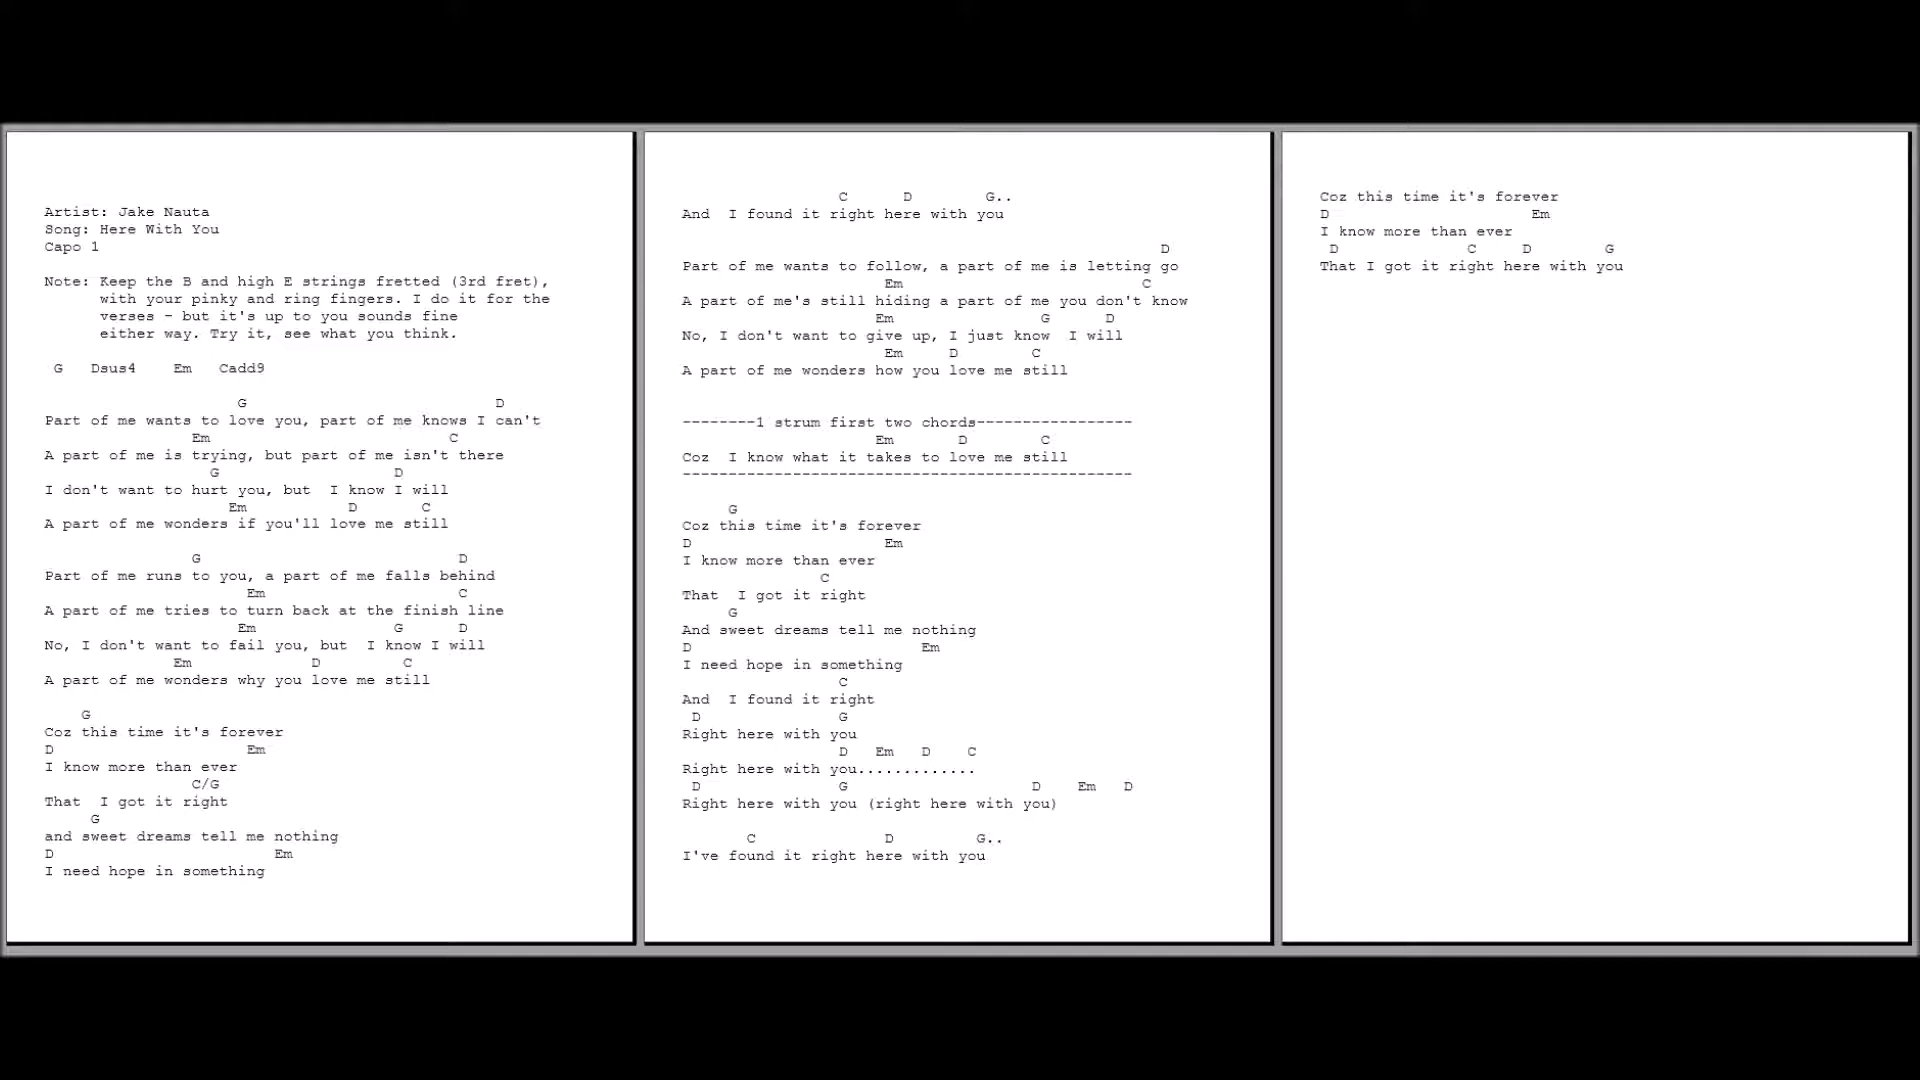 Artist: Jake Nauta
Song: Here With You
Capo 1
Note: Keep the B and high E strings fretted (3rd fret),
with your pinky and ring fingers. I do it for the
verses - but it's up to you sounds fine
either way. Try it, see what you think.
G Dsus4 Em Cadd9
G D
Part of me wants to love you, part of me knows I can't
Em C
A part of me is trying, but part of me isn't there
G D
I don't want to hurt you, but I know I will
Em D C
A part of me wonders if you'll love me still
G D
Part of me runs to you, a part of me falls behind
Em C
A part of me tries to turn back at the finish line
Em G D
No, I don't want to fail you, but I know I will
Em D C
A part of me wonders why you love me still
G
Coz this time it's forever
D Em
I know more than ever
C/G
That I got it right
G
and sweet dreams tell me nothing
D Em
I need hope in something
C D G..
And I found it right here with you
D
Part of me wants to follow, a part of me is letting go
Em C
A part of me's still hiding a part of me you don't know
Em G D
No, I don't want to give up, I just know I will
Em D C
A part of me wonders how you love me still
--------1 strum first two chords-----------------
Em D C
Coz I know what it takes to love me still
-------------------------------------------------
G
Coz this time it's forever
D Em
I know more than ever
C
That I got it right
G
And sweet dreams tell me nothing
D Em
I need hope in something
C
And I found it right
D G
Right here with you
D Em D C
Right here with you.............
D G D Em D
Right here with you (right here with you)
C D G..
I've found it right here with you
Coz this time it's forever
D Em
I know more than ever
D C D G
That I got it right here with you